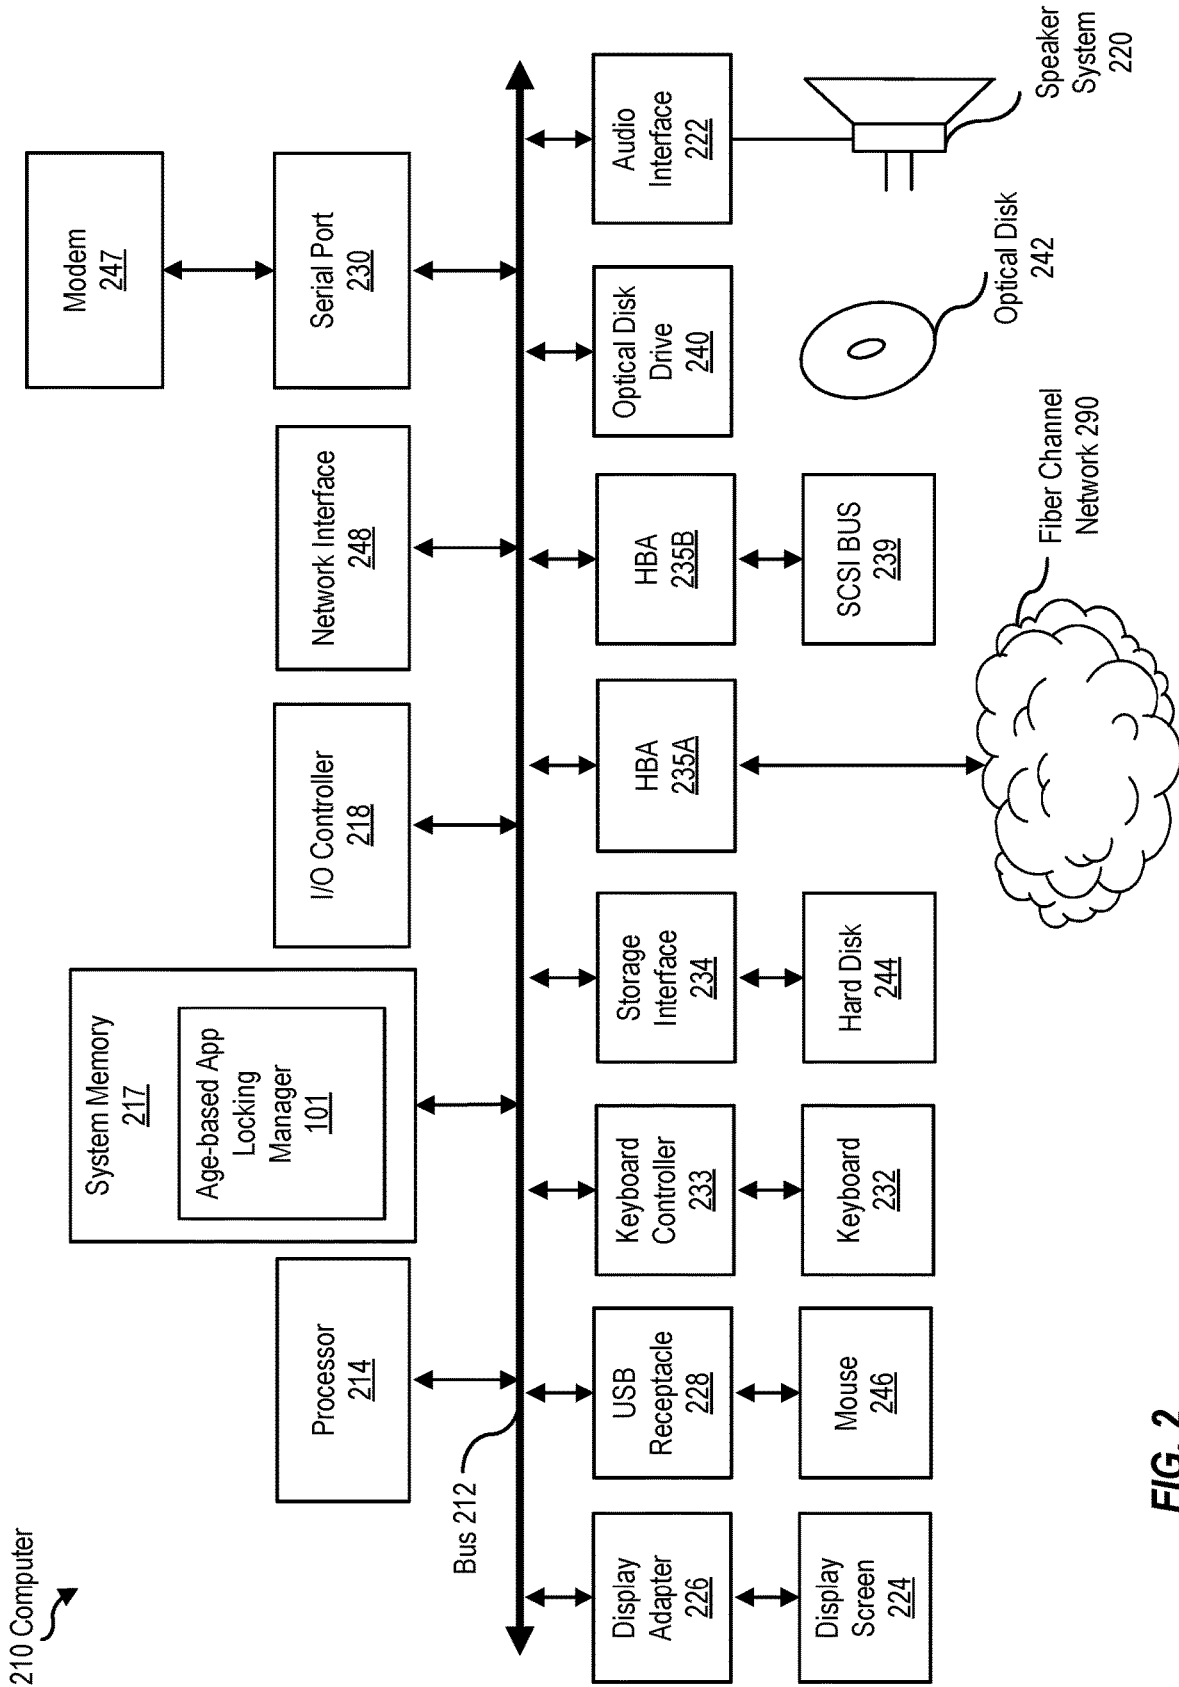 210 Computer
Processor
214
System Memory
217
Age-based App
Locking
Manager
101
I/O Controller
218
Network Interface
248
Serial Port
230
Modem
247
Bus 212
Display
Adapter
226
USB
Receptacle
228
Keyboard
Controller
233
Storage
Interface
234
HBA
235A
HBA
235B
Optical Disk
Drive
240
Audio
Interface
222
Display
Screen
224
Mouse
246
Keyboard
232
Hard Disk
244
SCSI BUS
239
Fiber Channel
Network 290
Optical Disk
242
Speaker
System
220
FIG. 2